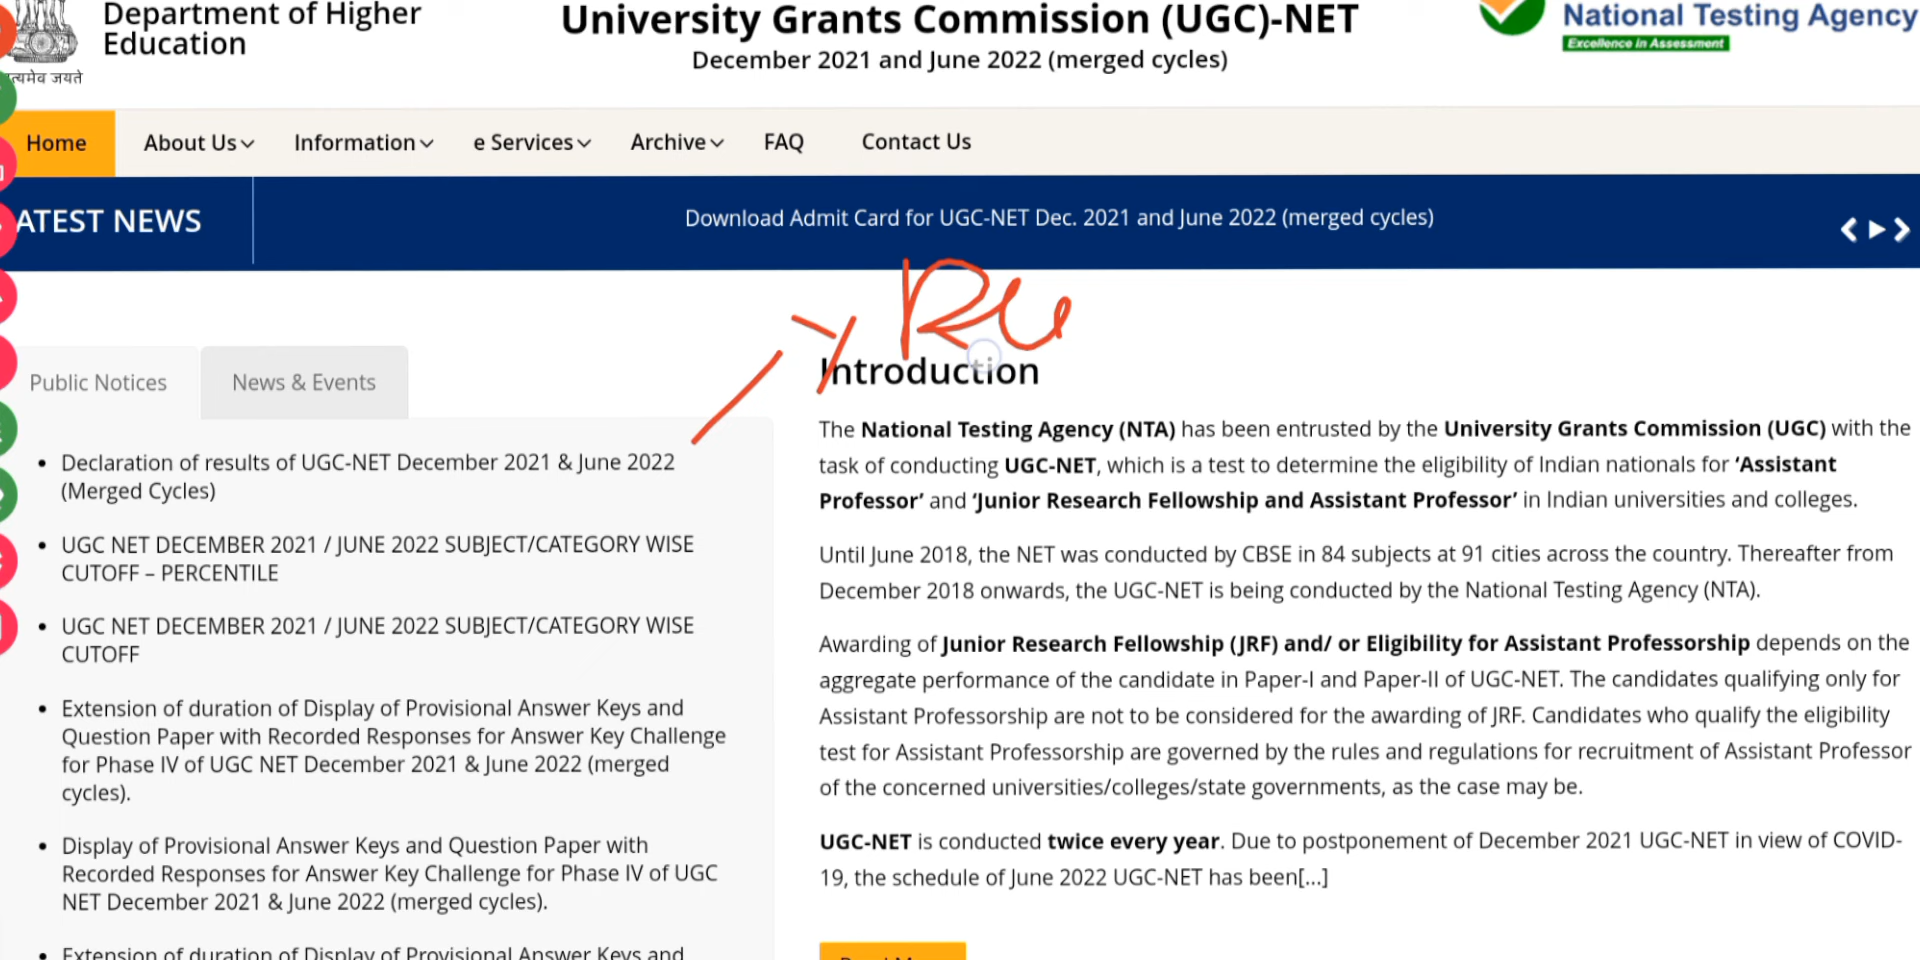 Department of Higher
Education
त्यमेव जयते
University Grants Commission (UGC)-NET
December 2021 and June 2022 (merged cycles)
National Testing Agency
Excellence in Assessment
Home
About Us
Information
e Services
Archive
FAQ
Contact Us
ATEST NEWS
Download Admit Card for UGC-NET Dec. 2021 and June 2022 (merged cycles)
Public Notices
News & Events
• Declaration of results of UGC-NET December 2021 & June 2022
(Merged Cycles)
• UGC NET DECEMBER 2021 / JUNE 2022 SUBJECT/CATEGORY WISE
CUTOFF – PERCENTILE
• UGC NET DECEMBER 2021 / JUNE 2022 SUBJECT/CATEGORY WISE
CUTOFF
• Extension of duration of Display of Provisional Answer Keys and
Question Paper with Recorded Responses for Answer Key Challenge
for Phase IV of UGC NET December 2021 & June 2022 (merged
cycles).
• Display of Provisional Answer Keys and Question Paper with
Recorded Responses for Answer Key Challenge for Phase IV of UGC
NET December 2021 & June 2022 (merged cycles).
• Extension of duration of Display of Provisional Answer Keys and
Introduction
The National Testing Agency (NTA) has been entrusted by the University Grants Commission (UGC) with the
task of conducting UGC-NET, which is a test to determine the eligibility of Indian nationals for ‘Assistant
Professor’ and ‘Junior Research Fellowship and Assistant Professor’ in Indian universities and colleges.
Until June 2018, the NET was conducted by CBSE in 84 subjects at 91 cities across the country. Thereafter from
December 2018 onwards, the UGC-NET is being conducted by the National Testing Agency (NTA).
Awarding of Junior Research Fellowship (JRF) and/ or Eligibility for Assistant Professorship depends on the
aggregate performance of the candidate in Paper-I and Paper-II of UGC-NET. The candidates qualifying only for
Assistant Professorship are not to be considered for the awarding of JRF. Candidates who qualify the eligibility
test for Assistant Professorship are governed by the rules and regulations for recruitment of Assistant Professor
of the concerned universities/colleges/state governments, as the case may be.
UGC-NET is conducted twice every year. Due to postponement of December 2021 UGC-NET in view of COVID-
19, the schedule of June 2022 UGC-NET has been[...]